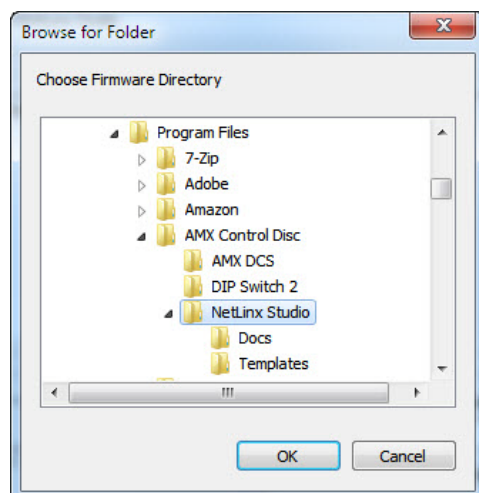 Browse for Folder
Choose Firmware Directory
Program Files
7-Zip
Adobe
Amazon
AMX Control Disc
AMX DCS
DIP Switch 2
NetLinx Studio
Docs
Templates
OK Cancel